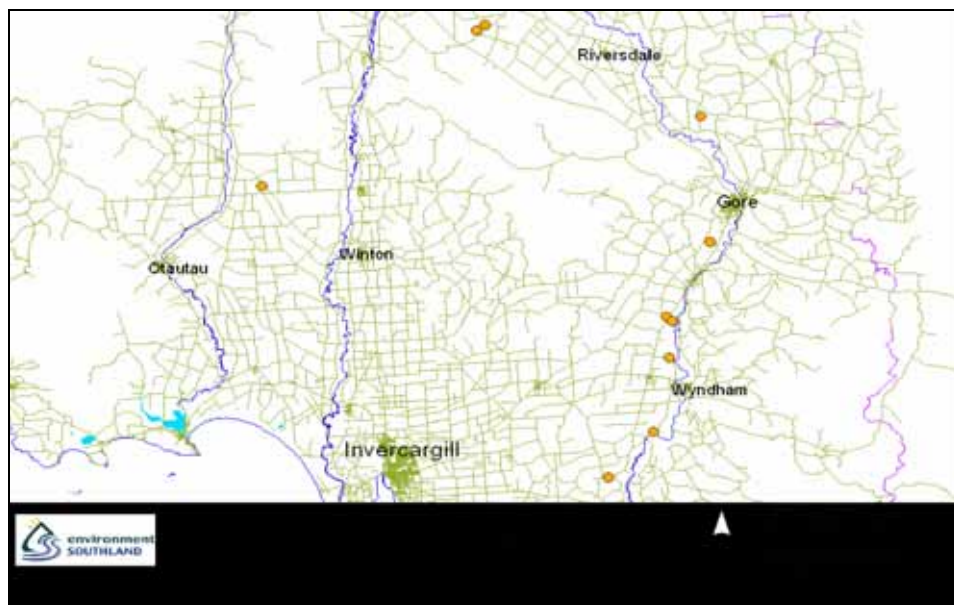 Riversdale
Gore
Winton
Otautau
Wyndham
Invercargill
environment
SOUTHLAND